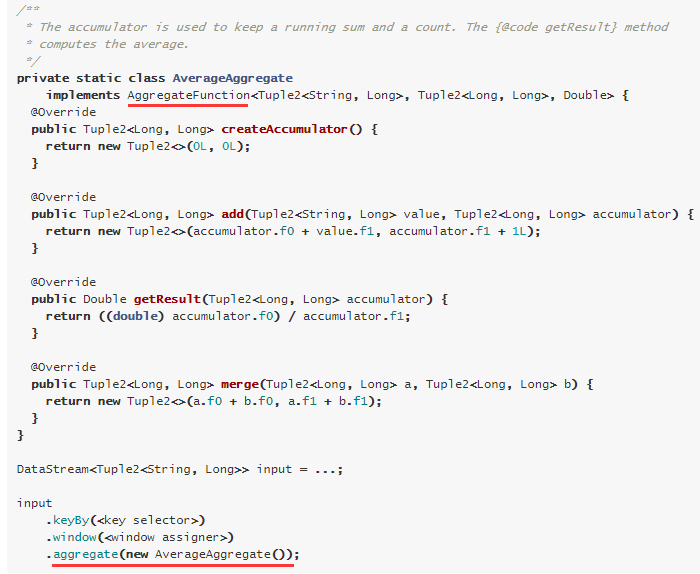 /**
 * The accumulator is used to keep a running sum and a count. The {@code getResult} method
 * computes the average.
 */
private static class AverageAggregate
    implements AggregateFunction<Tuple2<String, Long>, Tuple2<Long, Long>, Double> {
  @Override
  public Tuple2<Long, Long> createAccumulator() {
    return new Tuple2<>(0L, 0L);
  }

  @Override
  public Tuple2<Long, Long> add(Tuple2<String, Long> value, Tuple2<Long, Long> accumulator) {
    return new Tuple2<>(accumulator.f0 + value.f1, accumulator.f1 + 1L);
  }

  @Override
  public Double getResult(Tuple2<Long, Long> accumulator) {
    return ((double) accumulator.f0) / accumulator.f1;
  }

  @Override
  public Tuple2<Long, Long> merge(Tuple2<Long, Long> a, Tuple2<Long, Long> b) {
    return new Tuple2<>(a.f0 + b.f0, a.f1 + b.f1);
  }
}

DataStream<Tuple2<String, Long>> input = ...;

input
    .keyBy(<key selector>)
    .window(<window assigner>)
    .aggregate(new AverageAggregate());